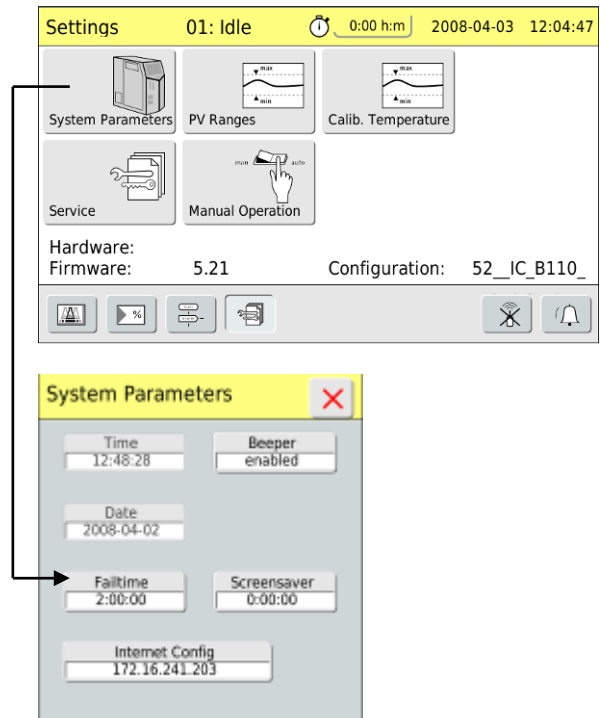 Settings 01: Idle 0:00 h:m 2008-04-03 12:04:47
max max
min min
System Parameters PV Ranges Calib. Temperature
man auto
Service Manual Operation
Hardware:
Firmware: 5.21 Configuration: 52__IC_B110_
%
System Parameters
Time Beeper
12:48:28 enabled
Date
2008-04-02
Failtime Screensaver
2:00:00 0:00:00
Internet Config
172.16.241.203